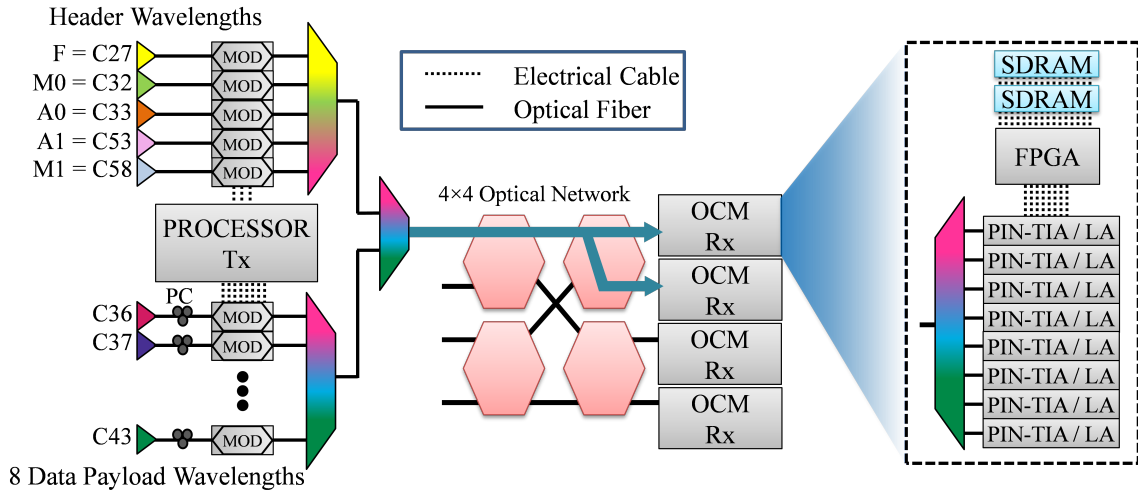 Header Wavelengths
F = C27
MOD
M0 = C32
MOD
A0 = C33
MOD
A1 = C53
MOD
M1 = C58
MOD
PROCESSOR
Tx
PC
C36
MOD
C37
MOD
C43
MOD
8 Data Payload Wavelengths
Electrical Cable
Optical Fiber
4×4 Optical Network
OCM
Rx
OCM
Rx
OCM
Rx
OCM
Rx
SDRAM
SDRAM
FPGA
PIN-TIA / LA
PIN-TIA / LA
PIN-TIA / LA
PIN-TIA / LA
PIN-TIA / LA
PIN-TIA / LA
PIN-TIA / LA
PIN-TIA / LA